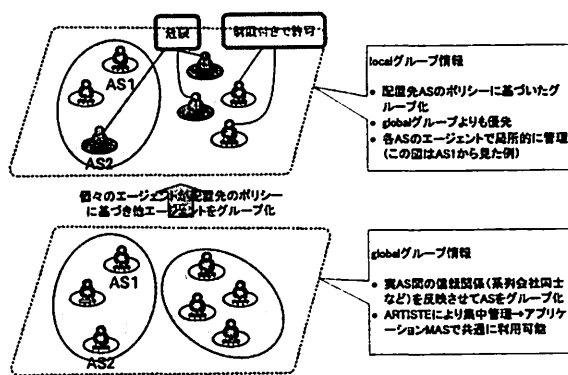 拒絶
制限付きで許可
AS1
AS2
localグループ情報
• 配置先ASのポリシーに基づいたグ
ループ化
• globalグループよりも優先
• 各ASのエージェントで局所的に管理
(この図はAS1から見た例)
個々のエージェントが配置先のポリシー
に基づき他エージェントをグループ化
AS1
AS2
globalグループ情報
• 実AS図の信頼関係(系列会社同士
など)を反映させてASをグループ化
• ARTISTEにより集中管理→アプリケ
ーションMASで共通に利用可能